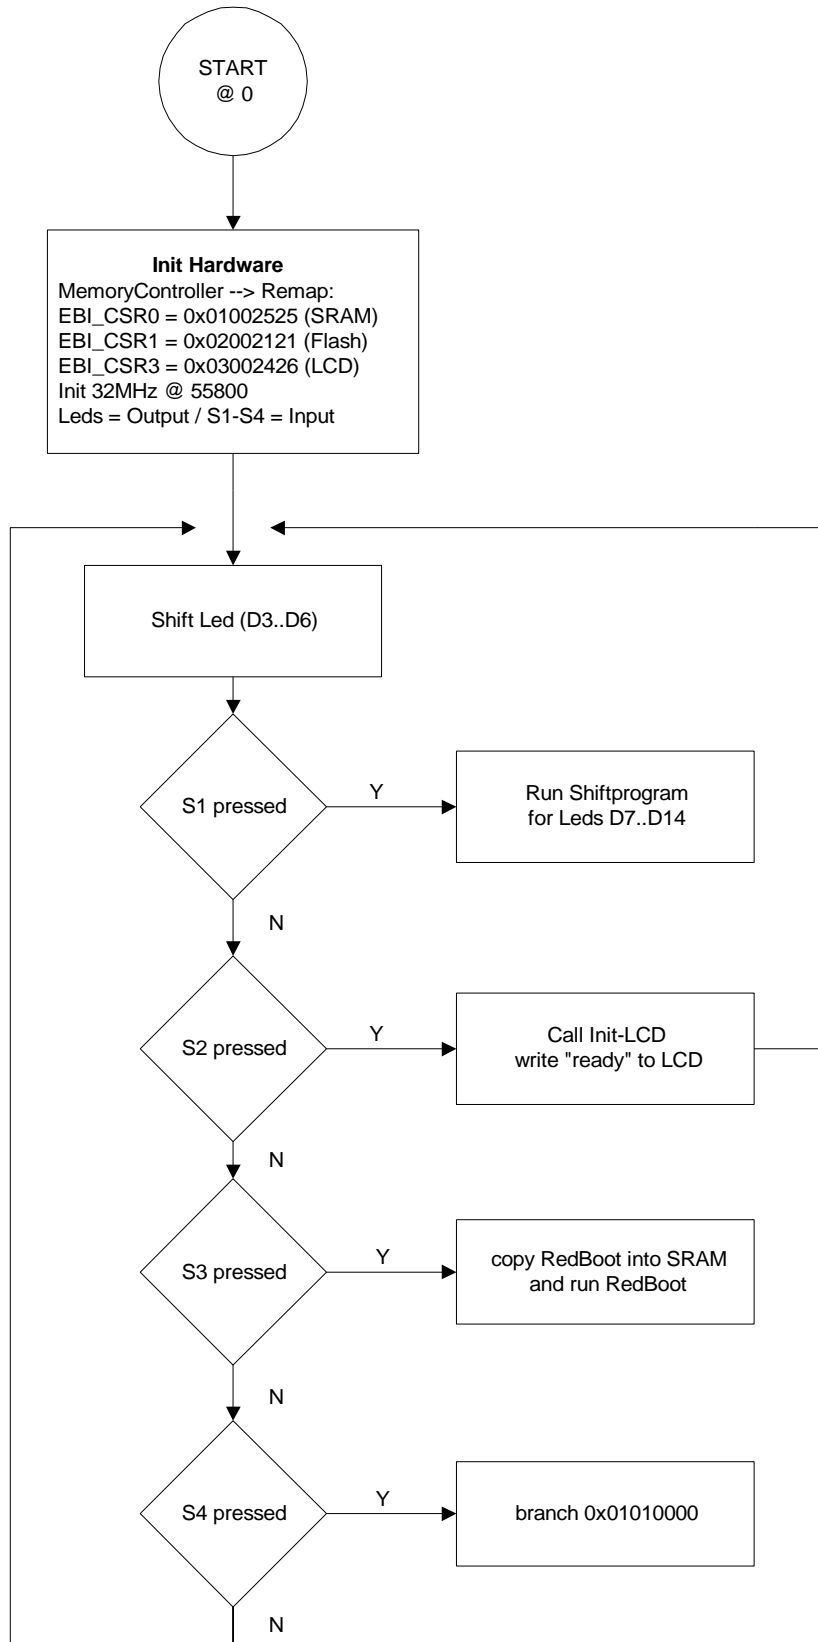 START
@ 0
Init Hardware
MemoryController --> Remap:
EBI_CSR0 = 0x01002525 (SRAM)
EBI_CSR1 = 0x02002121 (Flash)
EBI_CSR3 = 0x03002426 (LCD)
Init 32MHz @ 55800
Leds = Output / S1-S4 = Input
Shift Led (D3..D6)
S1 pressed
Y
Run Shiftprogram
for Leds D7..D14
N
S2 pressed
Y
Call Init-LCD
write "ready" to LCD
N
S3 pressed
Y
copy RedBoot into SRAM
and run RedBoot
N
S4 pressed
Y
branch 0x01010000
N